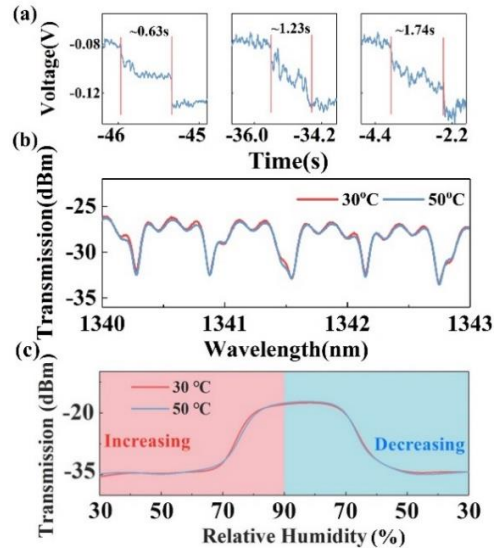 (a)
Voltage(V)
-0.08
-0.12
~0.63s
~1.23s
~1.74s
-46
-45
-36.0
-34.2
-4.4
-2.2
Time(s)
(b)
Transmission(dBm)
-25
-30
-35
30°C
50°C
1340
1341
1342
1343
Wavelength(nm)
(c)
Transmission (dBm)
-20
-35
30 °C
50 °C
Increasing
Decreasing
30
50
70
90
70
50
30
Relative Humidity (%)